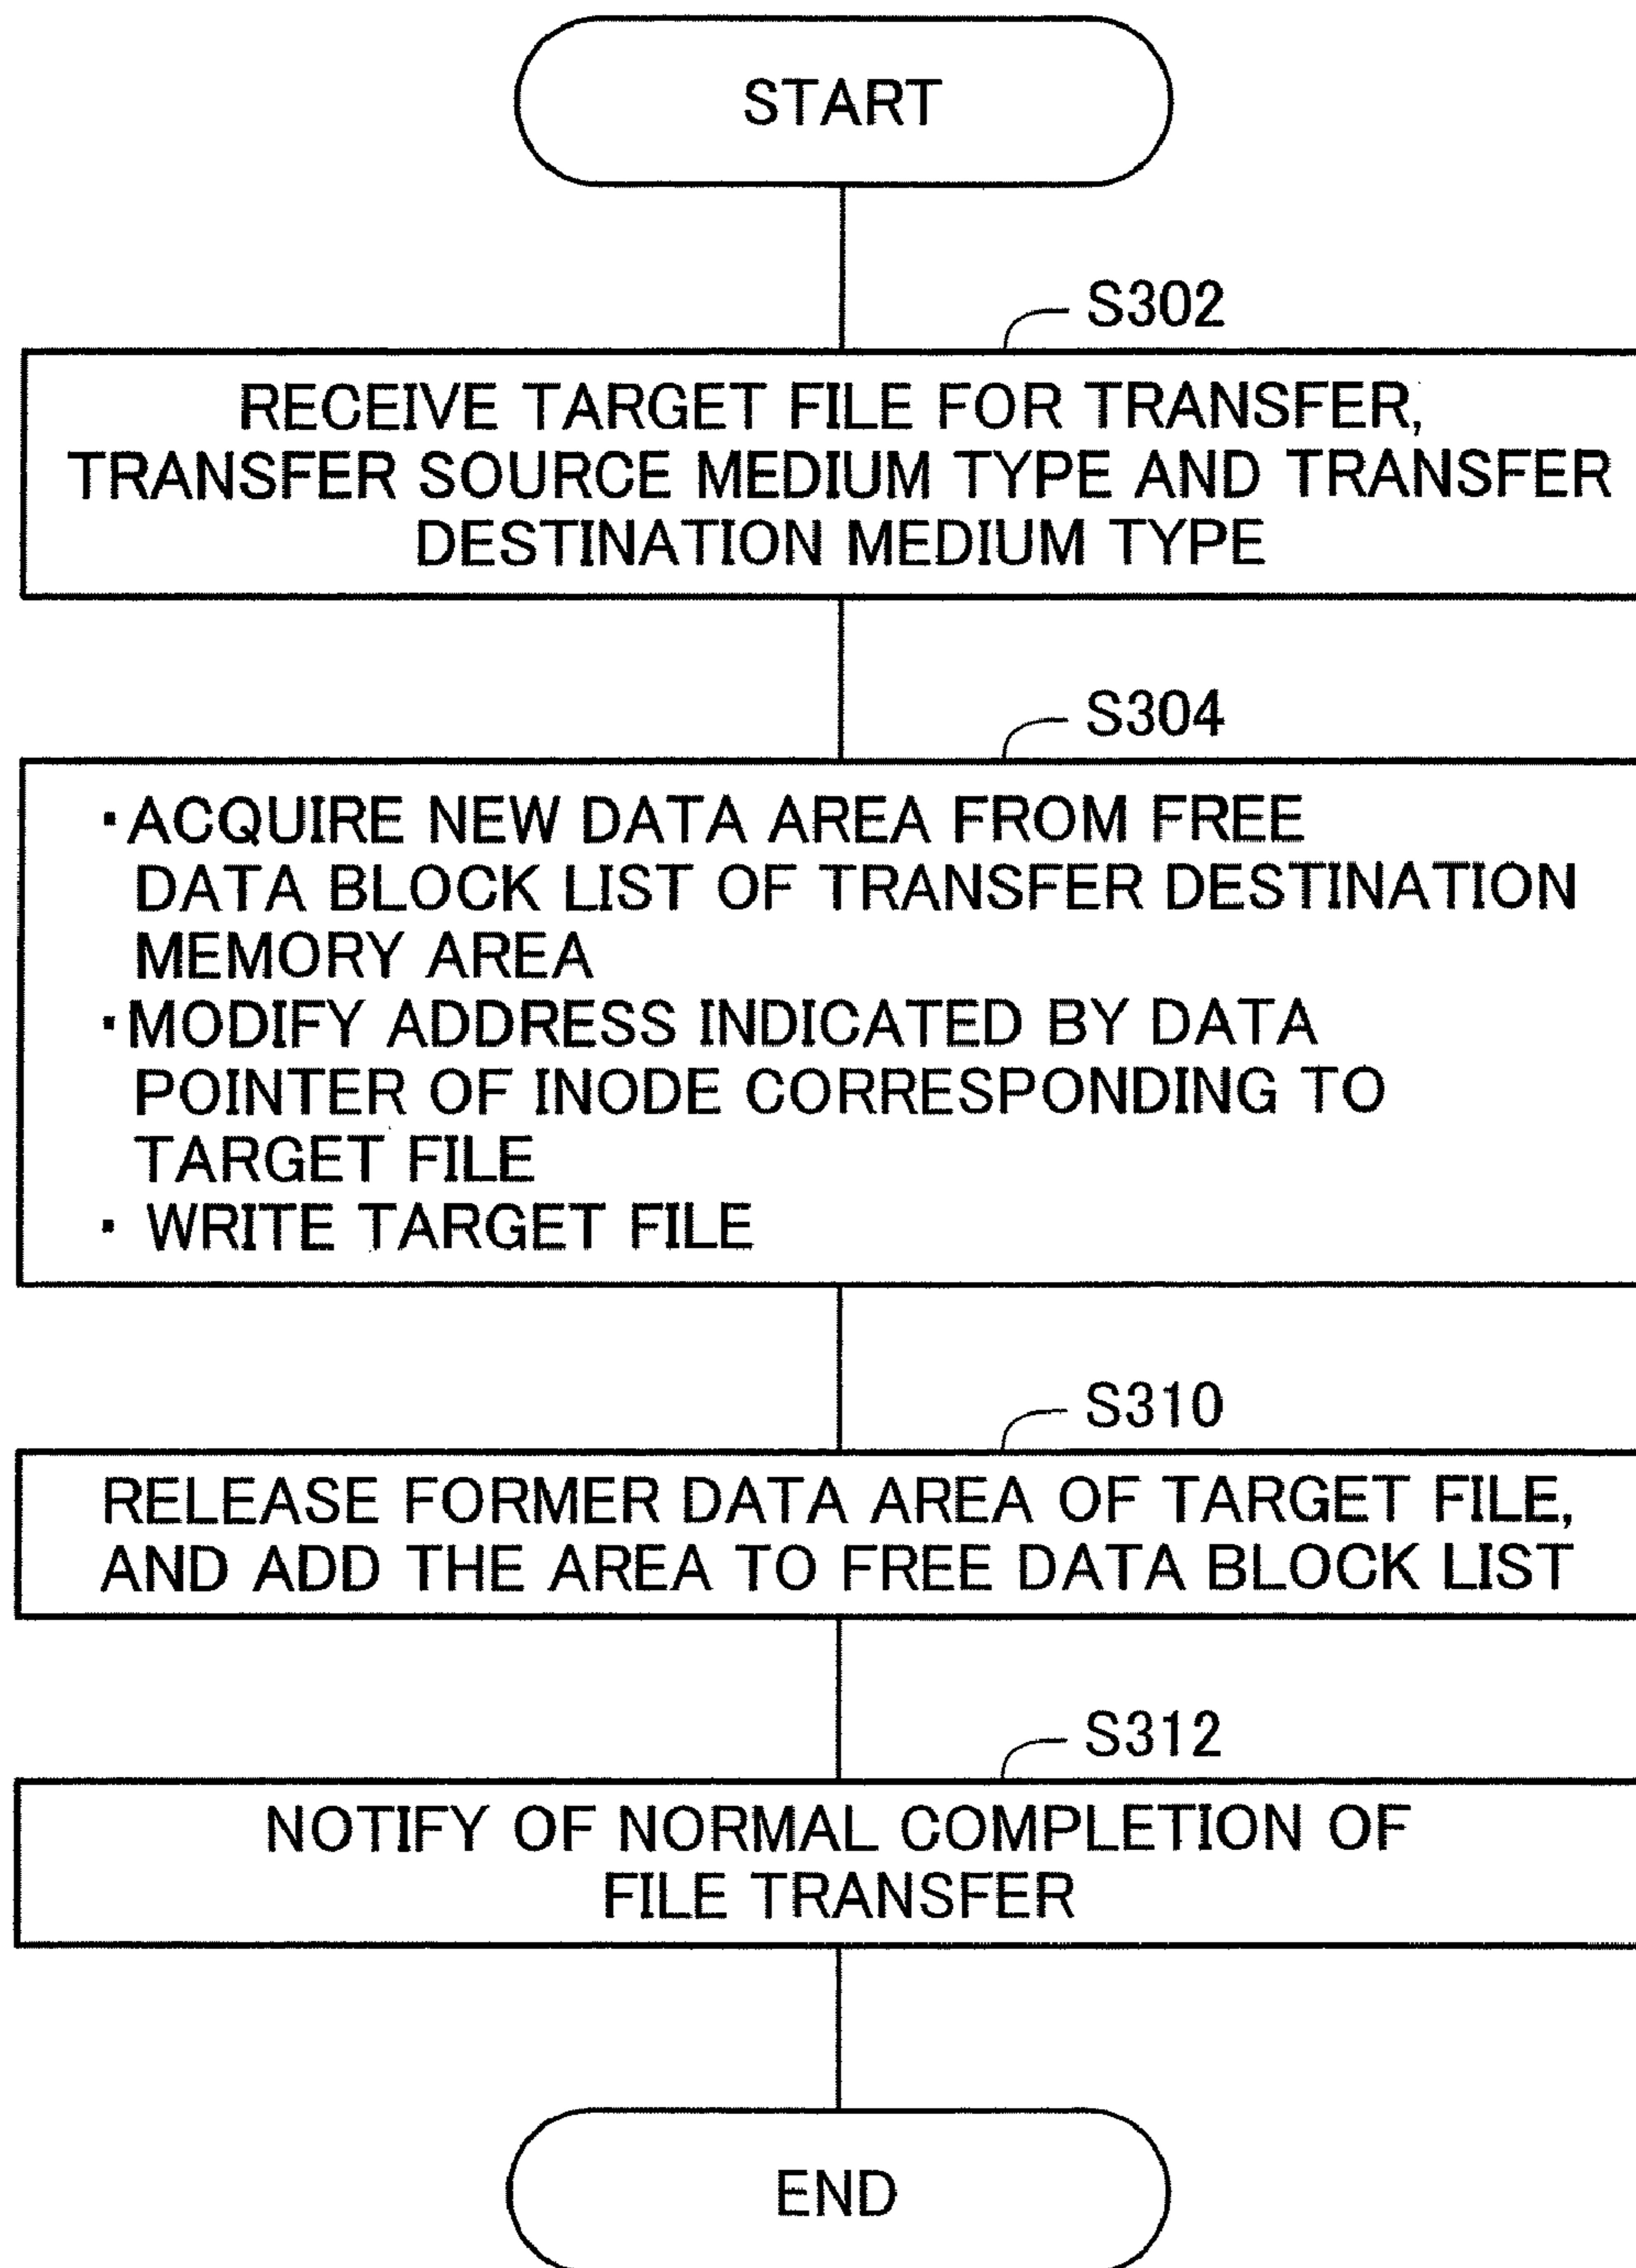 START
S302
RECEIVE TARGET FILE FOR TRANSFER,
TRANSFER SOURCE MEDIUM TYPE AND TRANSFER
DESTINATION MEDIUM TYPE
S304
・ACQUIRE NEW DATA AREA FROM FREE
DATA BLOCK LIST OF TRANSFER DESTINATION
MEMORY AREA
・MODIFY ADDRESS INDICATED BY DATA
POINTER OF INODE CORRESPONDING TO
TARGET FILE
・ WRITE TARGET FILE
S310
RELEASE FORMER DATA AREA OF TARGET FILE,
AND ADD THE AREA TO FREE DATA BLOCK LIST
S312
NOTIFY OF NORMAL COMPLETION OF
FILE TRANSFER
END